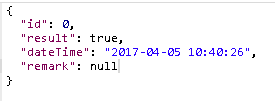 {
  "id": 0,
  "result": true,
  "dateTime": "2017-04-05 10:40:26",
  "remark": null
}